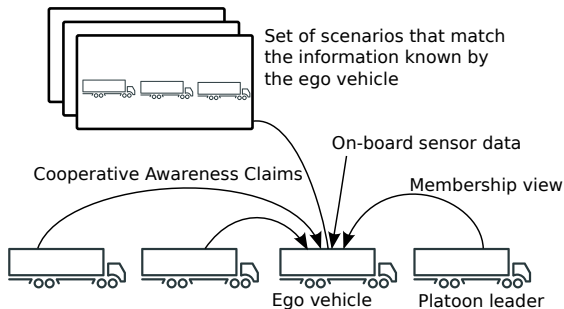 Set of scenarios that match
the information known by
the ego vehicle
On-board sensor data
Cooperative Awareness Claims
Membership view
Ego vehicle
Platoon leader